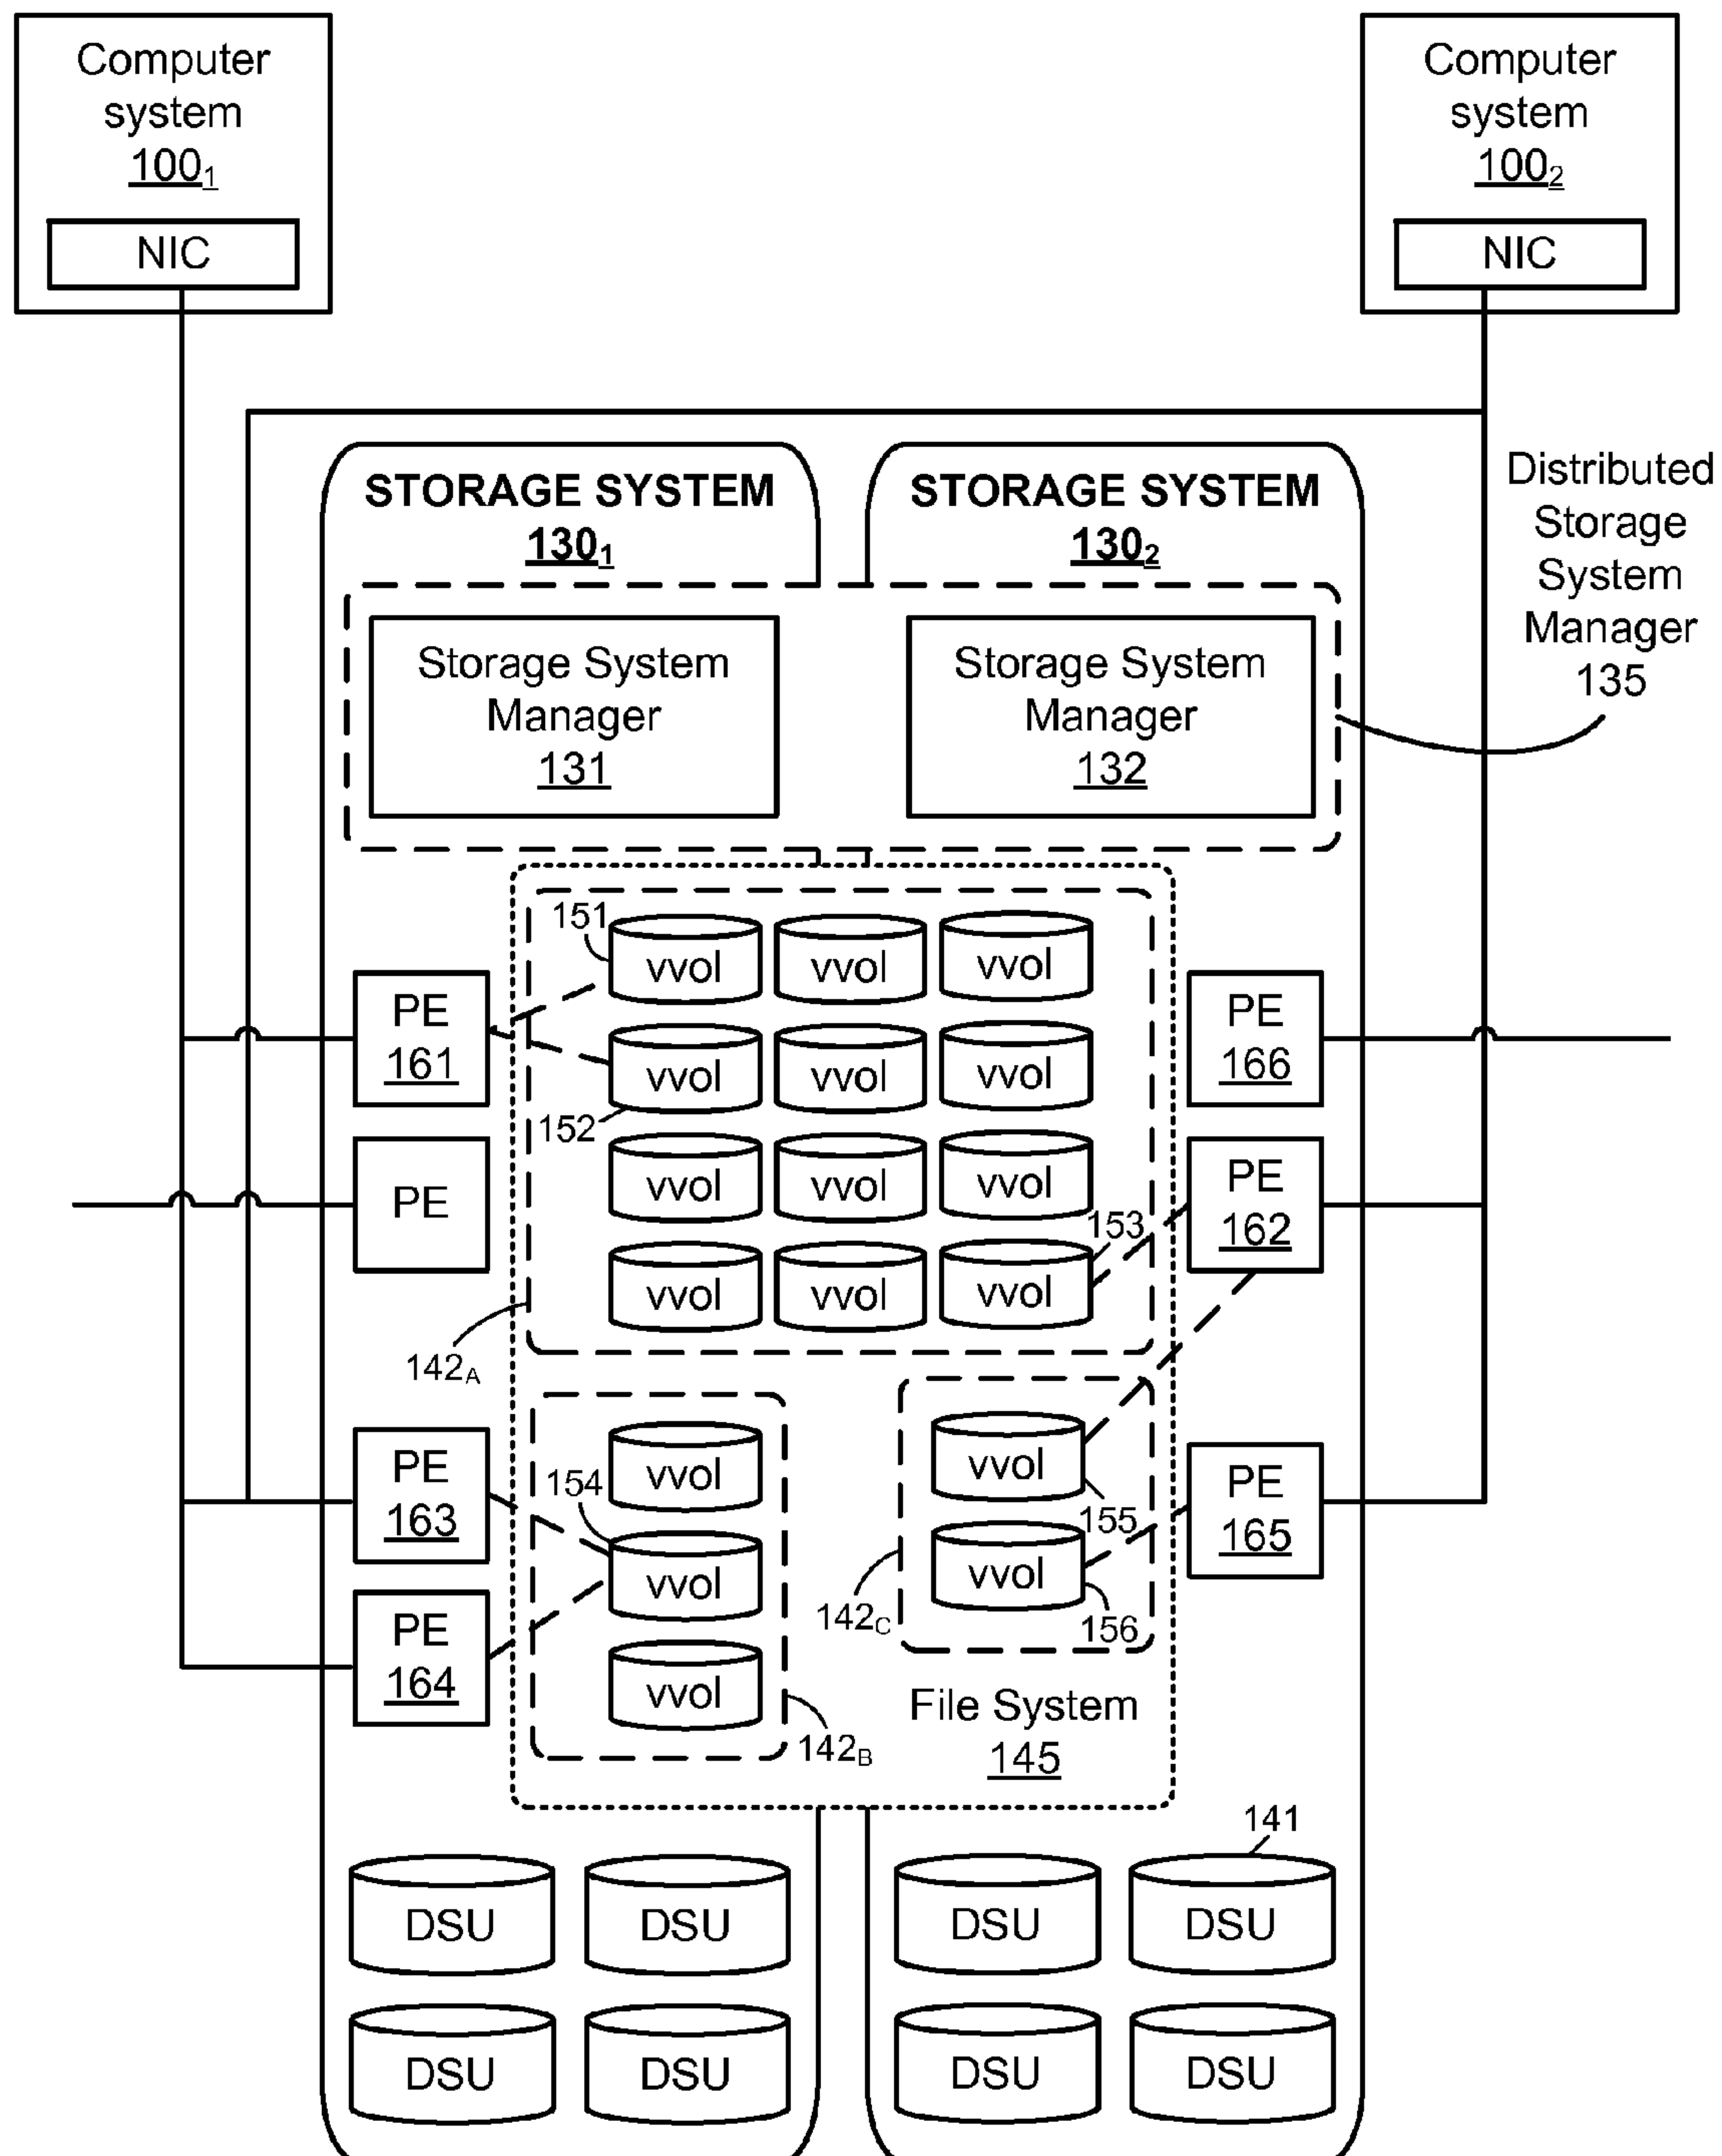 Computer
system
100₁
NIC
Computer
system
100₂
NIC
STORAGE SYSTEM
130₁
STORAGE SYSTEM
130₂
Distributed
Storage
System
Manager
135
Storage System
Manager
131
Storage System
Manager
132
151
vvol vvol vvol
PE
161
PE
166
vvol vvol vvol
152
PE
PE
162
vvol vvol vvol
153
vvol vvol vvol
142A
PE
163
154
vvol
vvol
vvol
PE
164
142B
vvol
155
vvol
156
142C
PE
165
File System
145
141
DSU DSU DSU DSU
DSU DSU DSU DSU